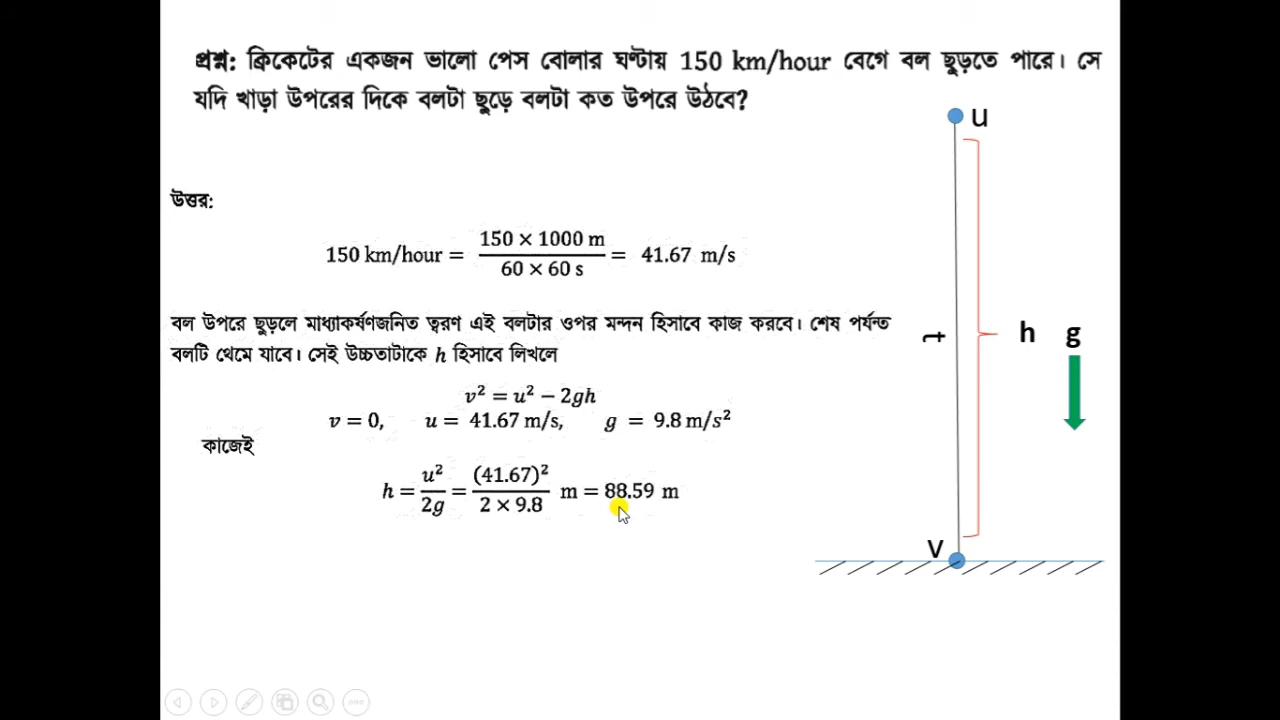 প্রশ্ন: ক্রিকেটের একজন ভালো পেস বোলার ঘণ্টায় 150 km/hour বেগে বল ছুড়তে পারে। সে
যদি খাড়া উপরের দিকে বলটা ছুড়ে বলটা কত উপরে উঠবে?
u
উত্তর:
150 km/hour = (150 × 1000 m)/(60 × 60 s) = 41.67 m/s
বল উপরে ছুড়লে মাধ্যাকর্ষণজনিত ত্বরণ এই বলটার ওপর মন্দন হিসাবে কাজ করবে। শেষ পর্যন্ত
বলটি থেমে যাবে। সেই উচ্চতাটাকে h হিসাবে লিখলে
t
h g
v² = u² − 2gh
v = 0, u = 41.67 m/s, g = 9.8 m/s²
কাজেই
h = u²/2g = (41.67)²/(2 × 9.8) m = 88.59 m
v